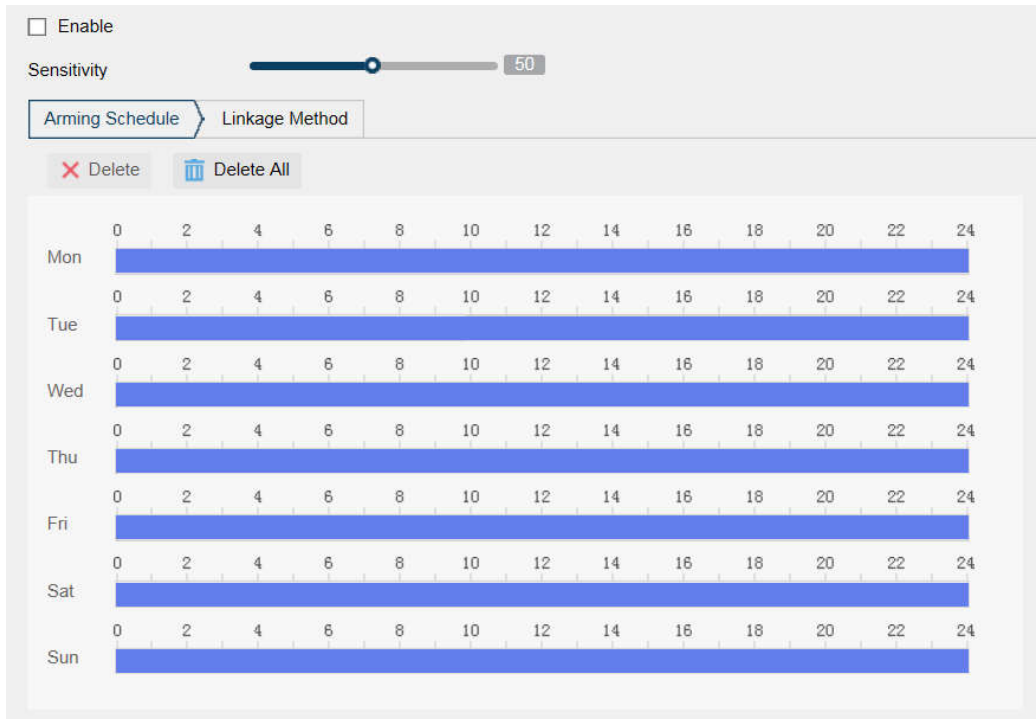 Enable
Sensitivity 50
Arming Schedule Linkage Method
Delete Delete All
0 2 4 6 8 10 12 14 16 18 20 22 24
Mon
0 2 4 6 8 10 12 14 16 18 20 22 24
Tue
0 2 4 6 8 10 12 14 16 18 20 22 24
Wed
0 2 4 6 8 10 12 14 16 18 20 22 24
Thu
0 2 4 6 8 10 12 14 16 18 20 22 24
Fri
0 2 4 6 8 10 12 14 16 18 20 22 24
Sat
0 2 4 6 8 10 12 14 16 18 20 22 24
Sun